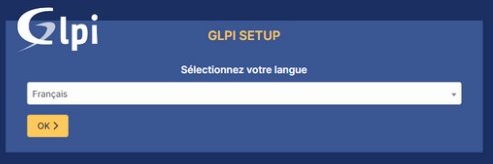 Glpi
GLPI SETUP
Sélectionnez votre langue
Français
OK